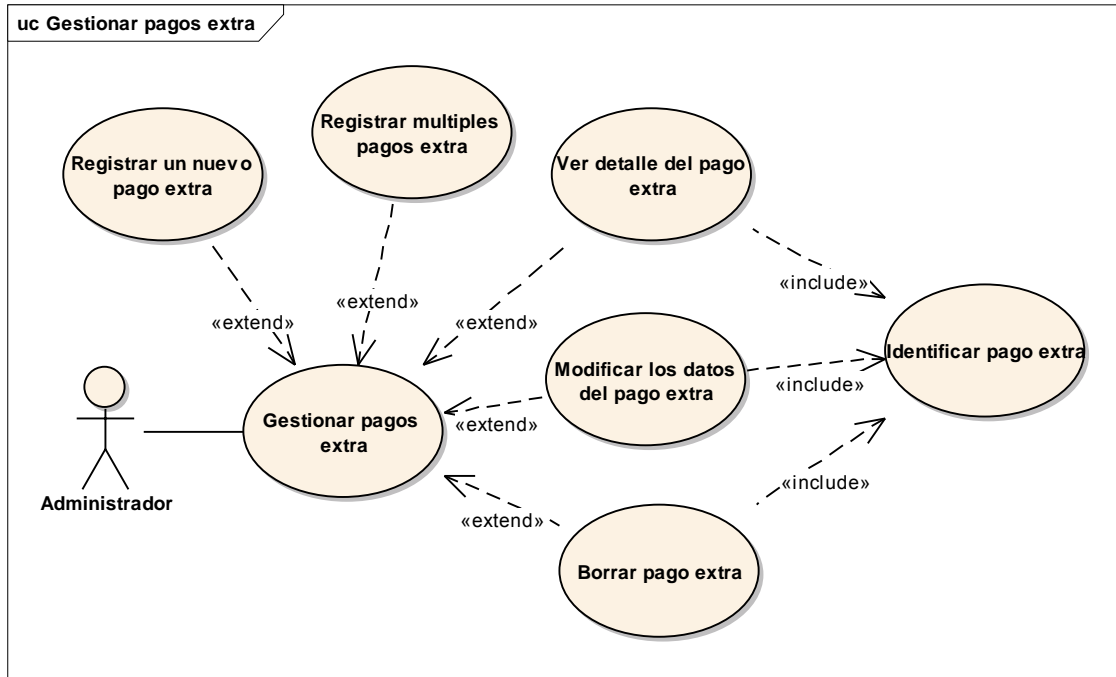 uc Gestionar pagos extra
Registrar un nuevo
pago extra
Registrar multiples
pagos extra
Ver detalle del pago
extra
«extend»
«extend»
«extend»
«include»
Identificar pago extra
Modificar los datos
del pago extra
«include»
«extend»
Gestionar pagos
extra
Administrador
«include»
«extend»
Borrar pago extra